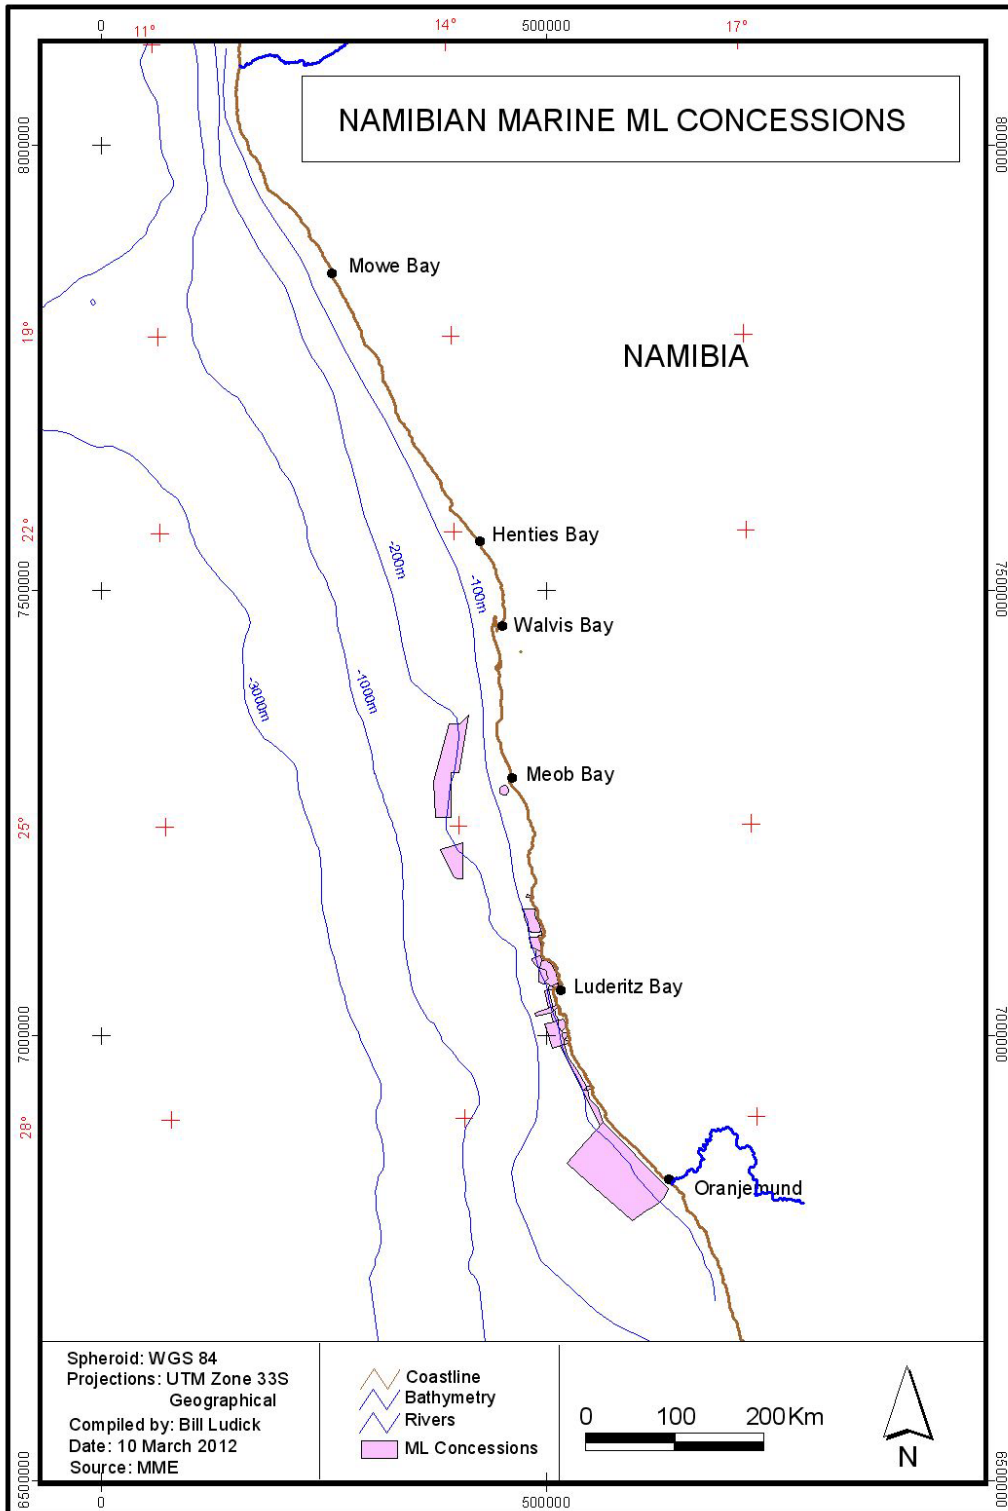 0
500000
11°
14°
17°
NAMIBIAN MARINE ML CONCESSIONS
8000000
8000000
Mowe Bay
19°
NAMIBIA
22°
Henties Bay
-200m
-100m
7500000
7500000
Walvis Bay
-3000m
-1000m
Meob Bay
25°
Luderitz Bay
7000000
7000000
28°
Oranjemund
Spheroid: WGS 84
Projections: UTM Zone 33S
Geographical
Compiled by: Bill Ludick
Date: 10 March 2012
Source: MME
Coastline
Bathymetry
Rivers
ML Concessions
0 100 200Km
N
6500000
6500000
0
500000